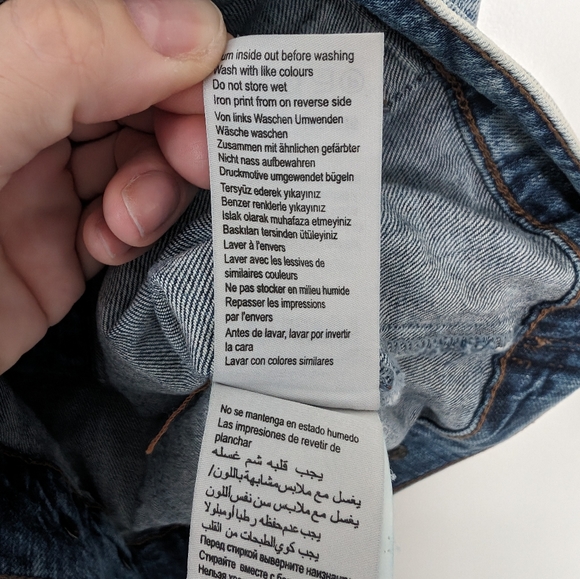 inside out before washing
Wash with like colours
Do not store wet
Iron print from on reverse side
Von links Waschen Umwenden
Wäsche waschen
Zusammen mit ähnlichen gefärbter
Nicht nass aufbewahren
Druckmotive umgewendet bügeln
Tersyüz ederek yıkayınız
Benzer renklerle yıkayınız
Islak olarak muhafaza etmeyiniz
Baskıları tersinden ütüleyiniz
Laver à l'envers
Laver avec les lessives de
similaires couleurs
Ne pas stocker en milieu humide
Repasser les impressions
par l'envers
Antes de lavar, lavar por invertir
la cara
Lavar con colores similares
No se mantenga en estado humedo
Las impresiones de revetir de
planchar
يجب قلبه شم غسله
يغسل مع ملابس مشابهة باللون/
يغسل مع ملابس من نفس اللون
يجب عدم حفظه رطبا أومبلولا
يجب كوي الطبعات من انقلب
Перед стиркой выверните наизнан
Стирайте вместе с
Нельзя